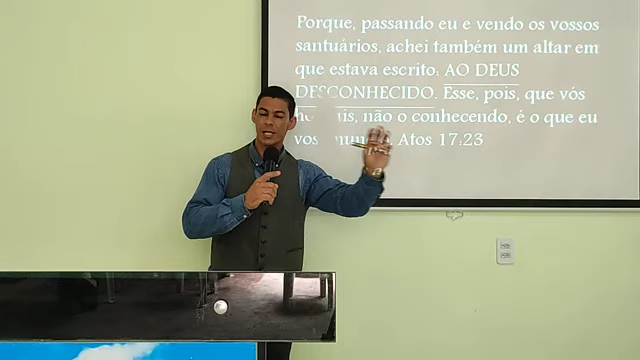 Porque, passando eu e vendo os vossos
santuários, achei também um altar em
que estava escrito: AO DEUS
DESCONHECIDO. Esse, pois, que vós
não o conhecendo, é o que eu
Atos 17:23